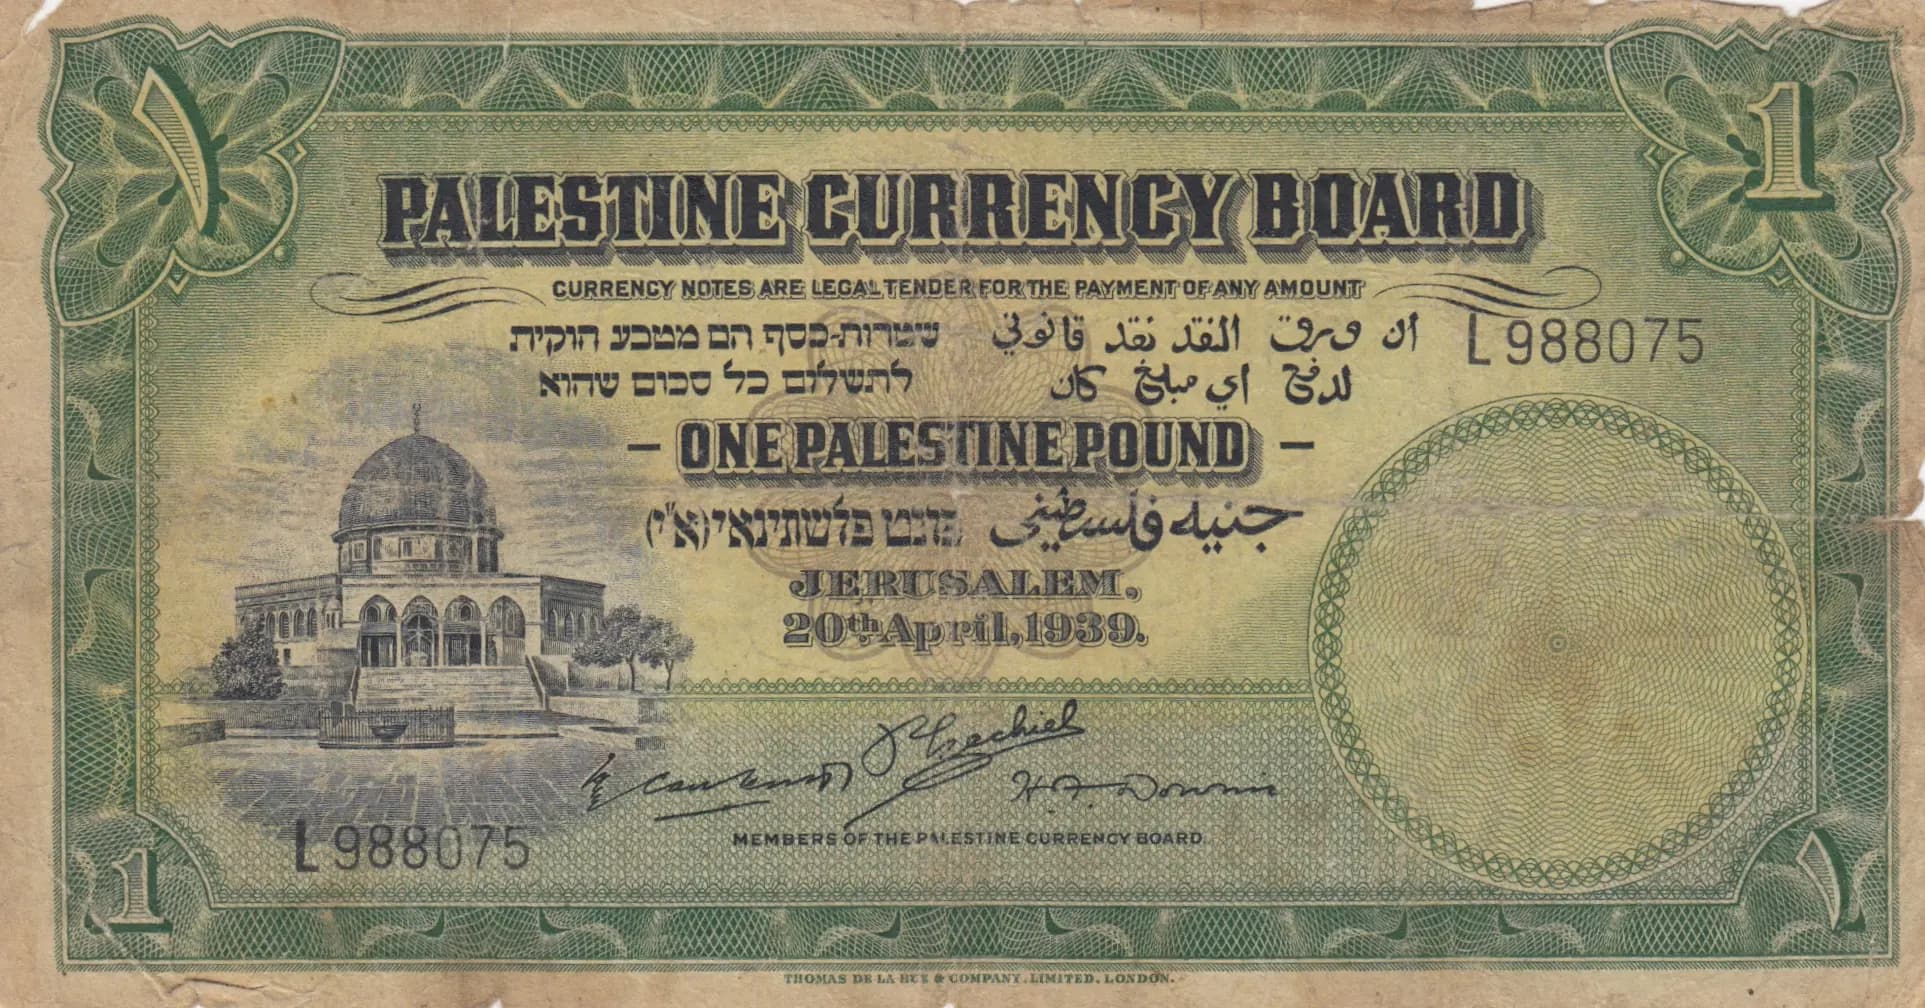 ١
1
PALESTINE CURRENCY BOARD
CURRENCY NOTES ARE LEGAL TENDER FOR THE PAYMENT OF ANY AMOUNT
שטרות-כסף הם מטבע חוקית
לתשלום כל סכום שהוא
ان ورق النقد نقد قانوني
لدفع اي مبلغ كان
L988075
— ONE PALESTINE POUND —
פונט פלשתינאי (א"י)
جنيه فلسطيني
JERUSALEM,
20th April, 1939.
H. F. Downie
MEMBERS OF THE PALESTINE CURRENCY BOARD
L988075
1
١
THOMAS DE LA RUE & COMPANY, LIMITED, LONDON.